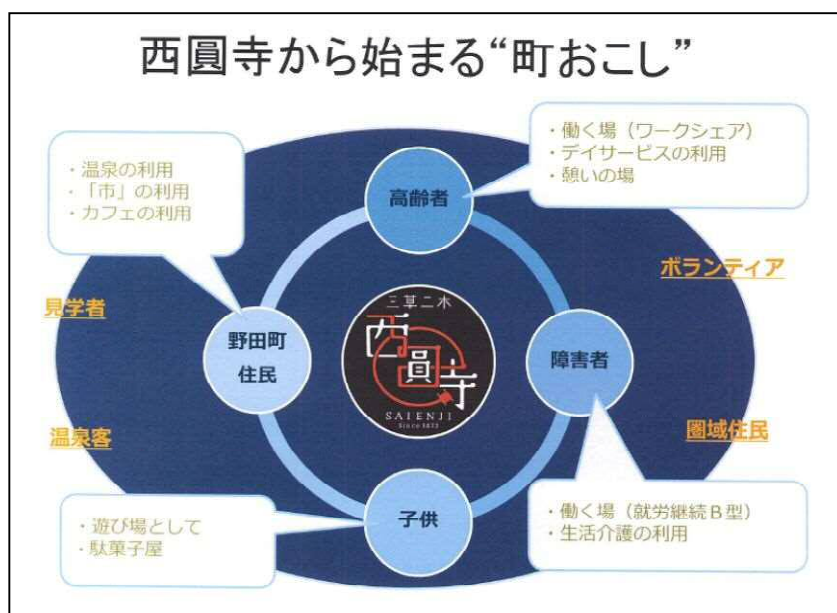 西圓寺から始まる“町おこし”
・温泉の利用
・「市」の利用
・カフェの利用
・働く場（ワークシェア）
・デイサービスの利用
・憩いの場
高齢者
ボランティア
見学者
野田町
住民
三草二木
西圓寺
SAIENJI
障害者
温泉客
圏域住民
・遊び場として
・駄菓子屋
子供
・働く場（就労継続Ｂ型）
・生活介護の利用